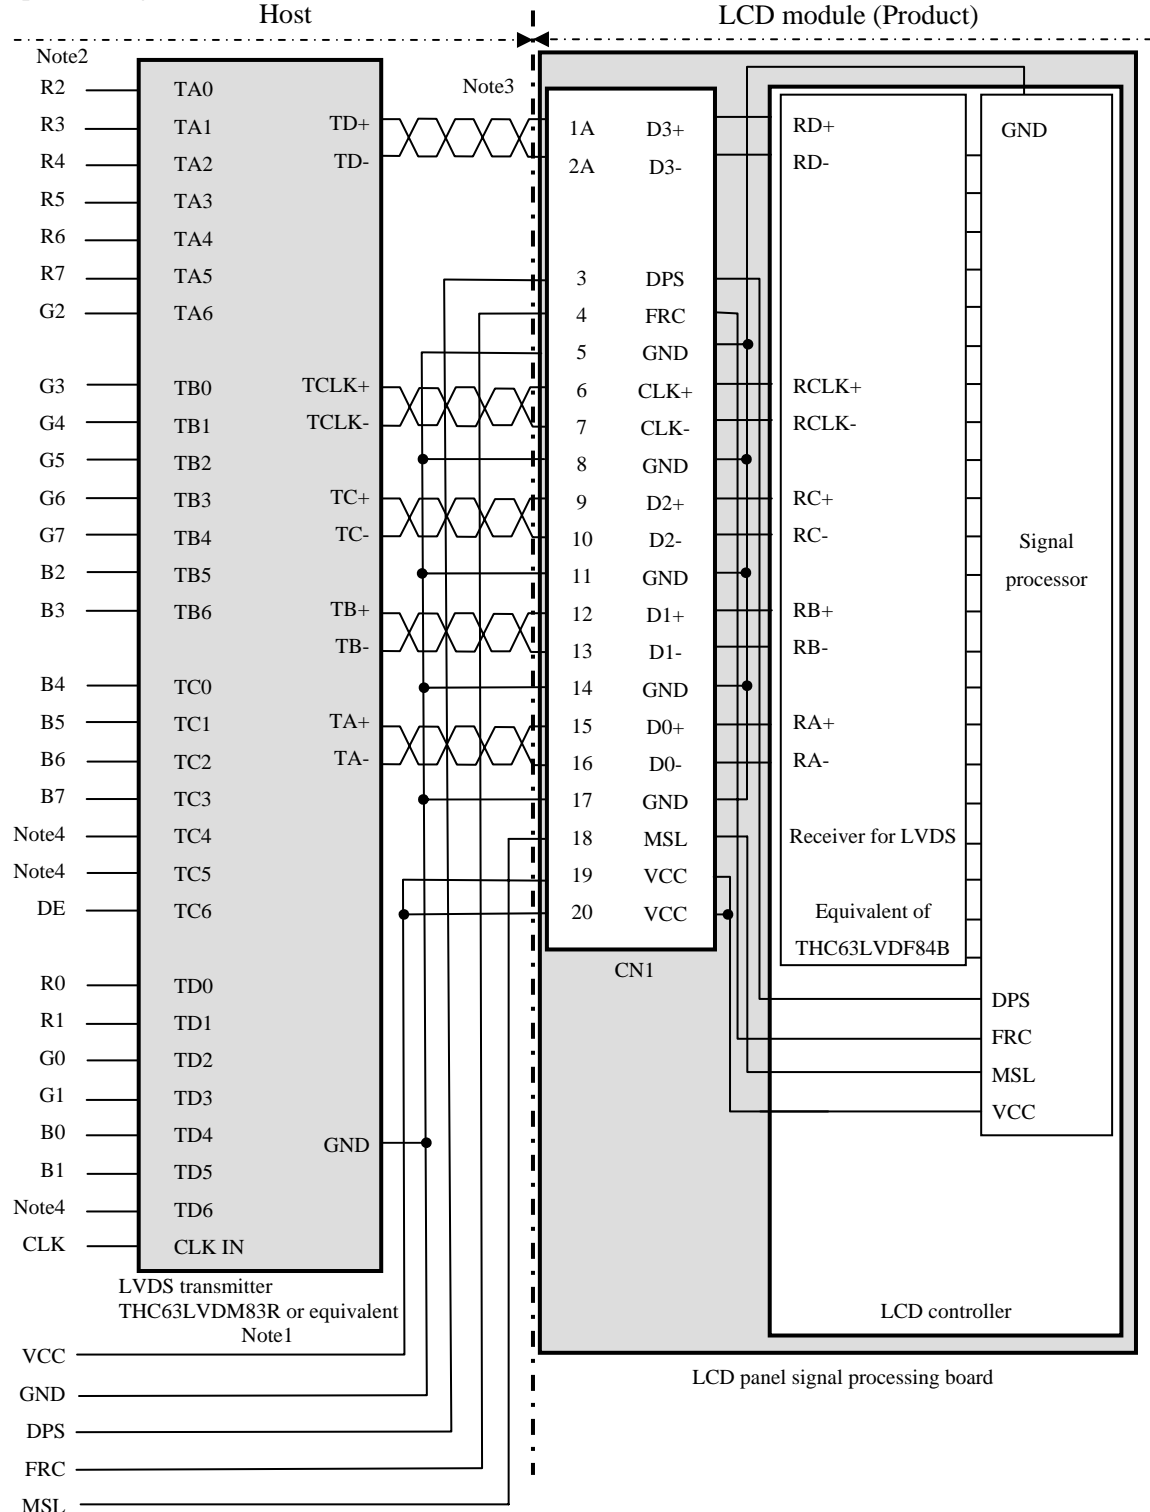 Host
LCD module (Product)
Note2
Note3
R2 TA0
R3 TA1 TD+ 1A D3+ RD+ GND
R4 TA2 TD- 2A D3- RD-
R5 TA3
R6 TA4
R7 TA5 3 DPS
G2 TA6 4 FRC
5 GND
G3 TB0 TCLK+ 6 CLK+ RCLK+
G4 TB1 TCLK- 7 CLK- RCLK-
G5 TB2 8 GND
G6 TB3 TC+ 9 D2+ RC+
G7 TB4 TC- 10 D2- RC- Signal
B2 TB5 11 GND processor
B3 TB6 TB+ 12 D1+ RB+
TB- 13 D1- RB-
B4 TC0 14 GND
B5 TC1 TA+ 15 D0+ RA+
B6 TC2 TA- 16 D0- RA-
B7 TC3 17 GND
Note4 TC4 18 MSL Receiver for LVDS
Note4 TC5 19 VCC
DE TC6 20 VCC Equivalent of
THC63LVDF84B
CN1
R0 TD0 DPS
R1 TD1 FRC
G0 TD2 MSL
G1 TD3 VCC
B0 TD4 GND
B1 TD5
Note4 TD6
CLK CLK IN
LVDS transmitter
THC63LVDM83R or equivalent
Note1
LCD controller
VCC
LCD panel signal processing board
GND
DPS
FRC
MSL